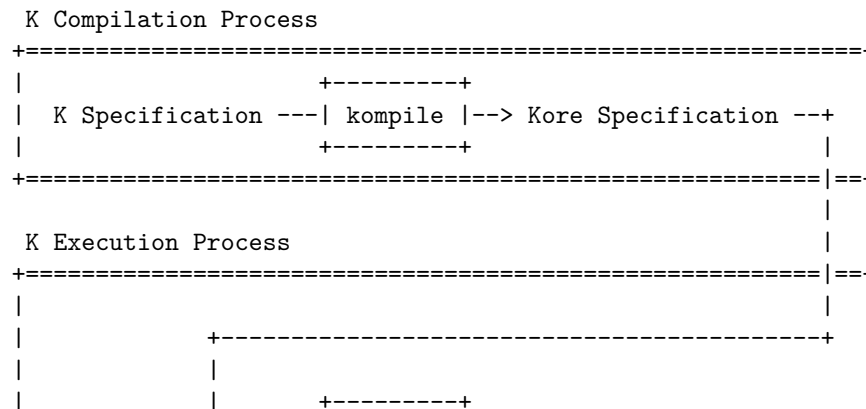 K Compilation Process
K Specification ---| kompile |--> Kore Specification --+
K Execution Process